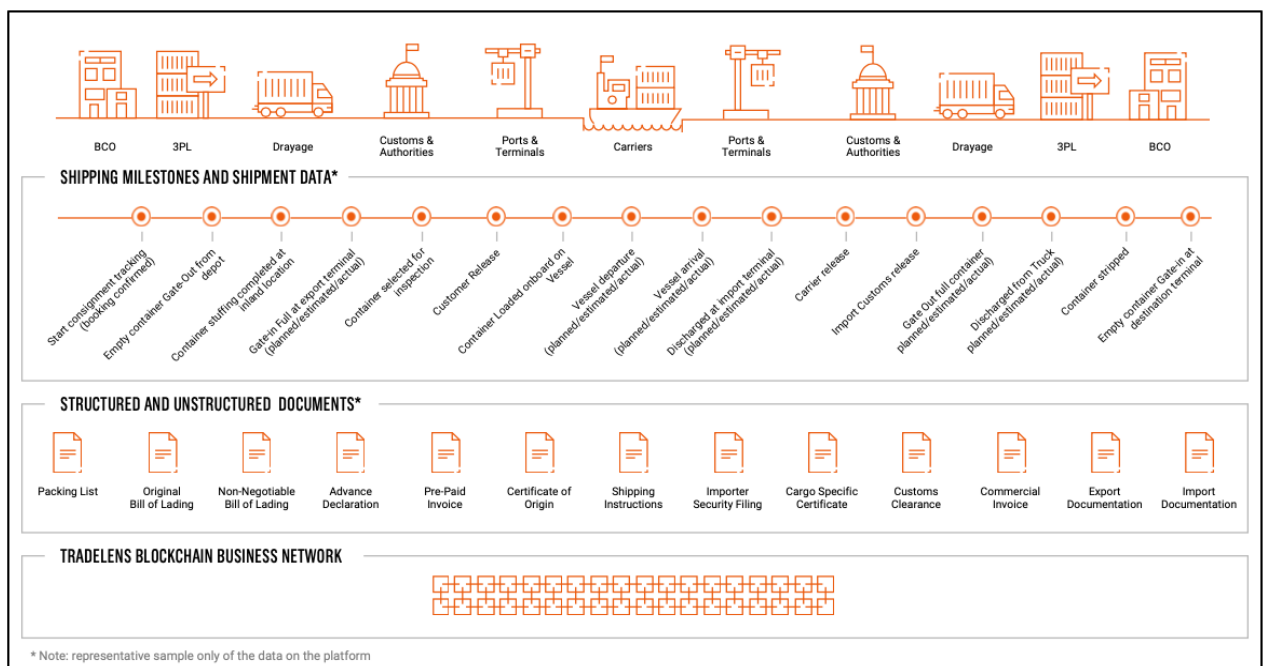 BCO
3PL
Drayage
Customs &
Authorities
Ports &
Terminals
Carriers
Ports &
Terminals
Customs &
Authorities
Drayage
3PL
BCO
SHIPPING MILESTONES AND SHIPMENT DATA*
Start consignment tracking
(booking confirmed)
Empty container Gate-Out from
depot
Container stuffing completed at
inland location
Gate-in Full at export terminal
(planned/estimated/actual)
Container selected for
inspection
Customer Release
Container Loaded onboard on
Vessel
Vessel departure
(planned/estimated/actual)
Vessel arrival
(planned/estimated/actual)
Discharged at import terminal
(planned/estimated/actual)
Carrier release
Import Customs release
Gate Out full container
planned/estimated/actual)
Discharged from Truck
planned/estimated/actual)
Container stripped
Empty container Gate-in at
destination terminal
STRUCTURED AND UNSTRUCTURED DOCUMENTS*
Packing List
Original
Bill of Lading
Non-Negotiable
Bill of Lading
Advance
Declaration
Pre-Paid
Invoice
Certificate of
Origin
Shipping
Instructions
Importer
Security Filing
Cargo Specific
Certificate
Customs
Clearance
Commercial
Invoice
Export
Documentation
Import
Documentation
TRADELENS BLOCKCHAIN BUSINESS NETWORK
* Note: representative sample only of the data on the platform